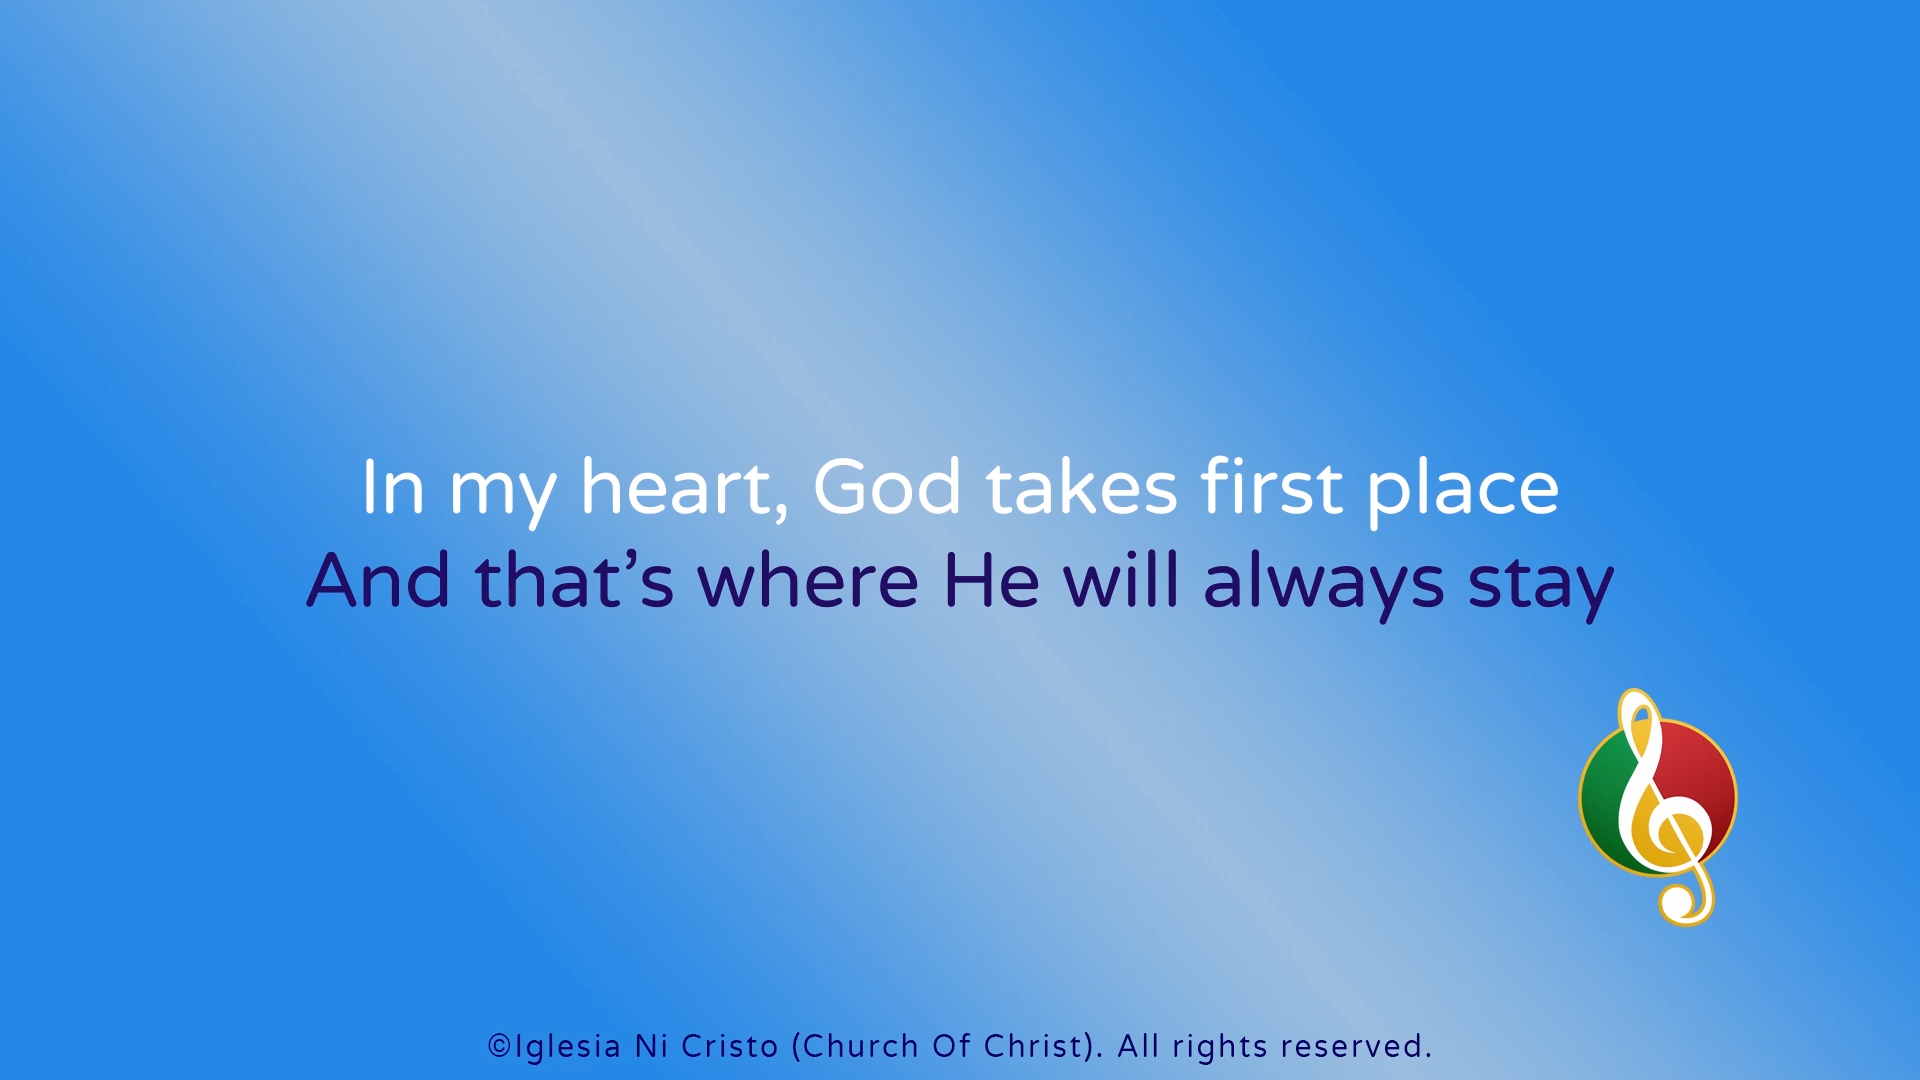 In my heart, God takes first place
And that’s where He will always stay
©Iglesia Ni Cristo (Church Of Christ). All rights reserved.